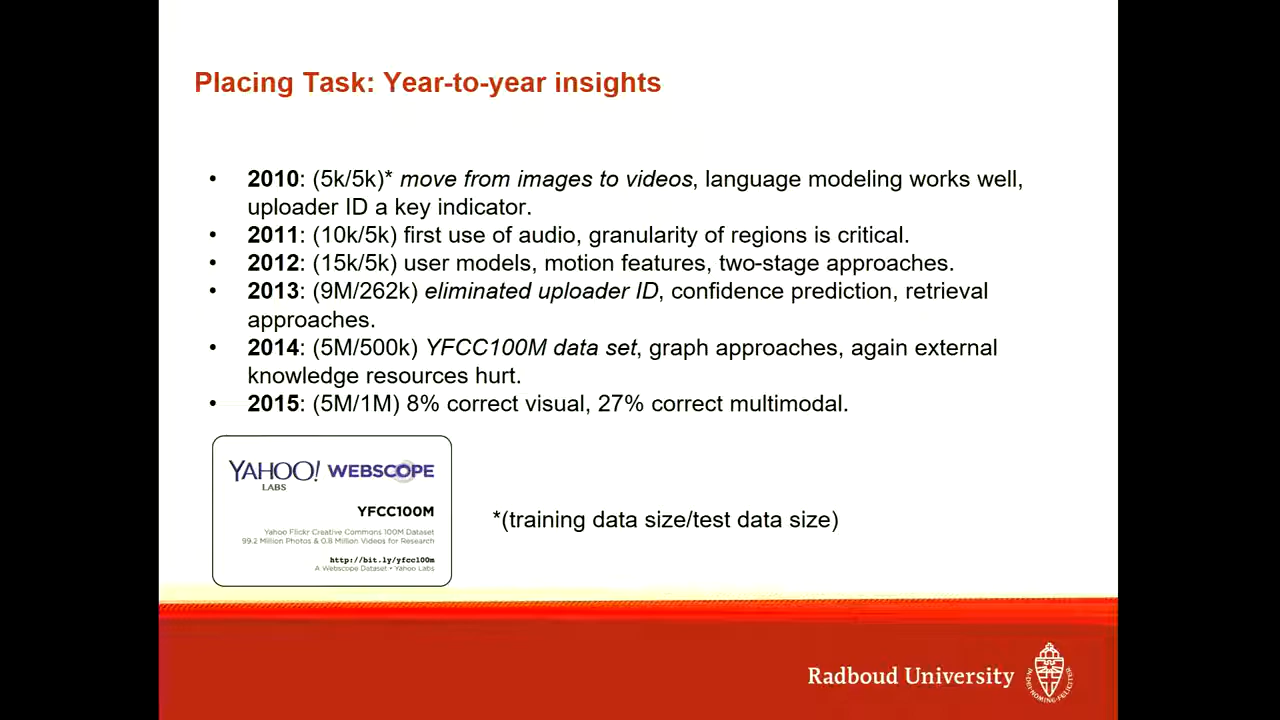 Placing Task: Year-to-year insights
• 2010: (5k/5k)* move from images to videos, language modeling works well,
uploader ID a key indicator.
• 2011: (10k/5k) first use of audio, granularity of regions is critical.
• 2012: (15k/5k) user models, motion features, two-stage approaches.
• 2013: (9M/262k) eliminated uploader ID, confidence prediction, retrieval
approaches.
• 2014: (5M/500k) YFCC100M data set, graph approaches, again external
knowledge resources hurt.
• 2015: (5M/1M) 8% correct visual, 27% correct multimodal.
YAHOO! WEBSCOPE
LABS
YFCC100M
Yahoo Flickr Creative Commons 100M Dataset
99.2 Million Photos & 0.8 Million Videos for Research
http://bit.ly/yfcc100m
A Webscope Dataset • Yahoo Labs
*(training data size/test data size)
Radboud University